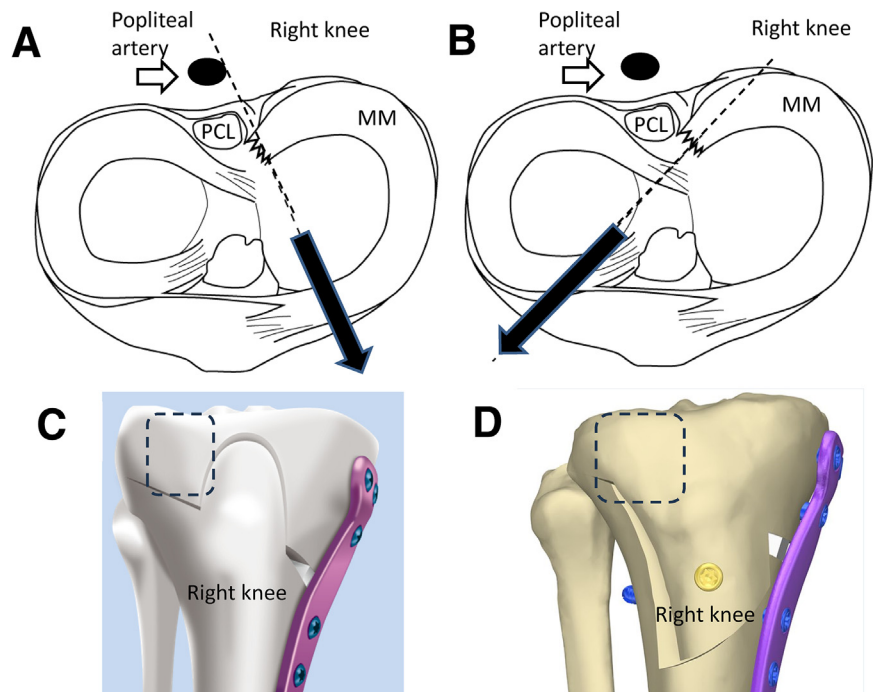 A
Popliteal
artery
Right knee
PCL
MM
B
Popliteal
artery
Right knee
PCL
MM
C
Right knee
D
Right knee